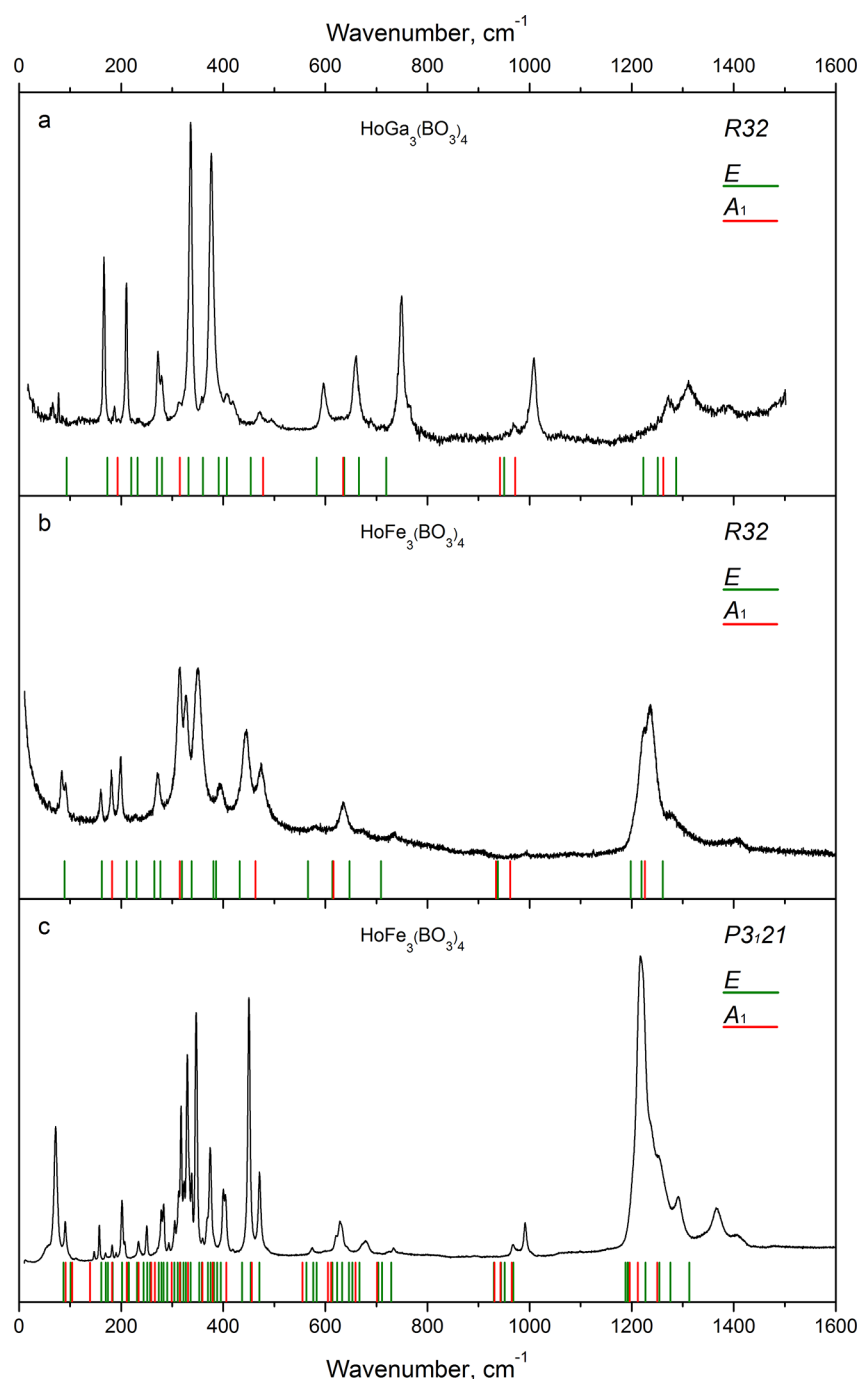 Wavenumber, cm⁻¹
0 200 400 600 800 1000 1200 1400 1600
a HoGa₃(BO₃)₄ R32
E
A₁
b HoFe₃(BO₃)₄ R32
E
A₁
c HoFe₃(BO₃)₄ P3₁21
E
A₁
0 200 400 600 800 1000 1200 1400 1600
Wavenumber, cm⁻¹